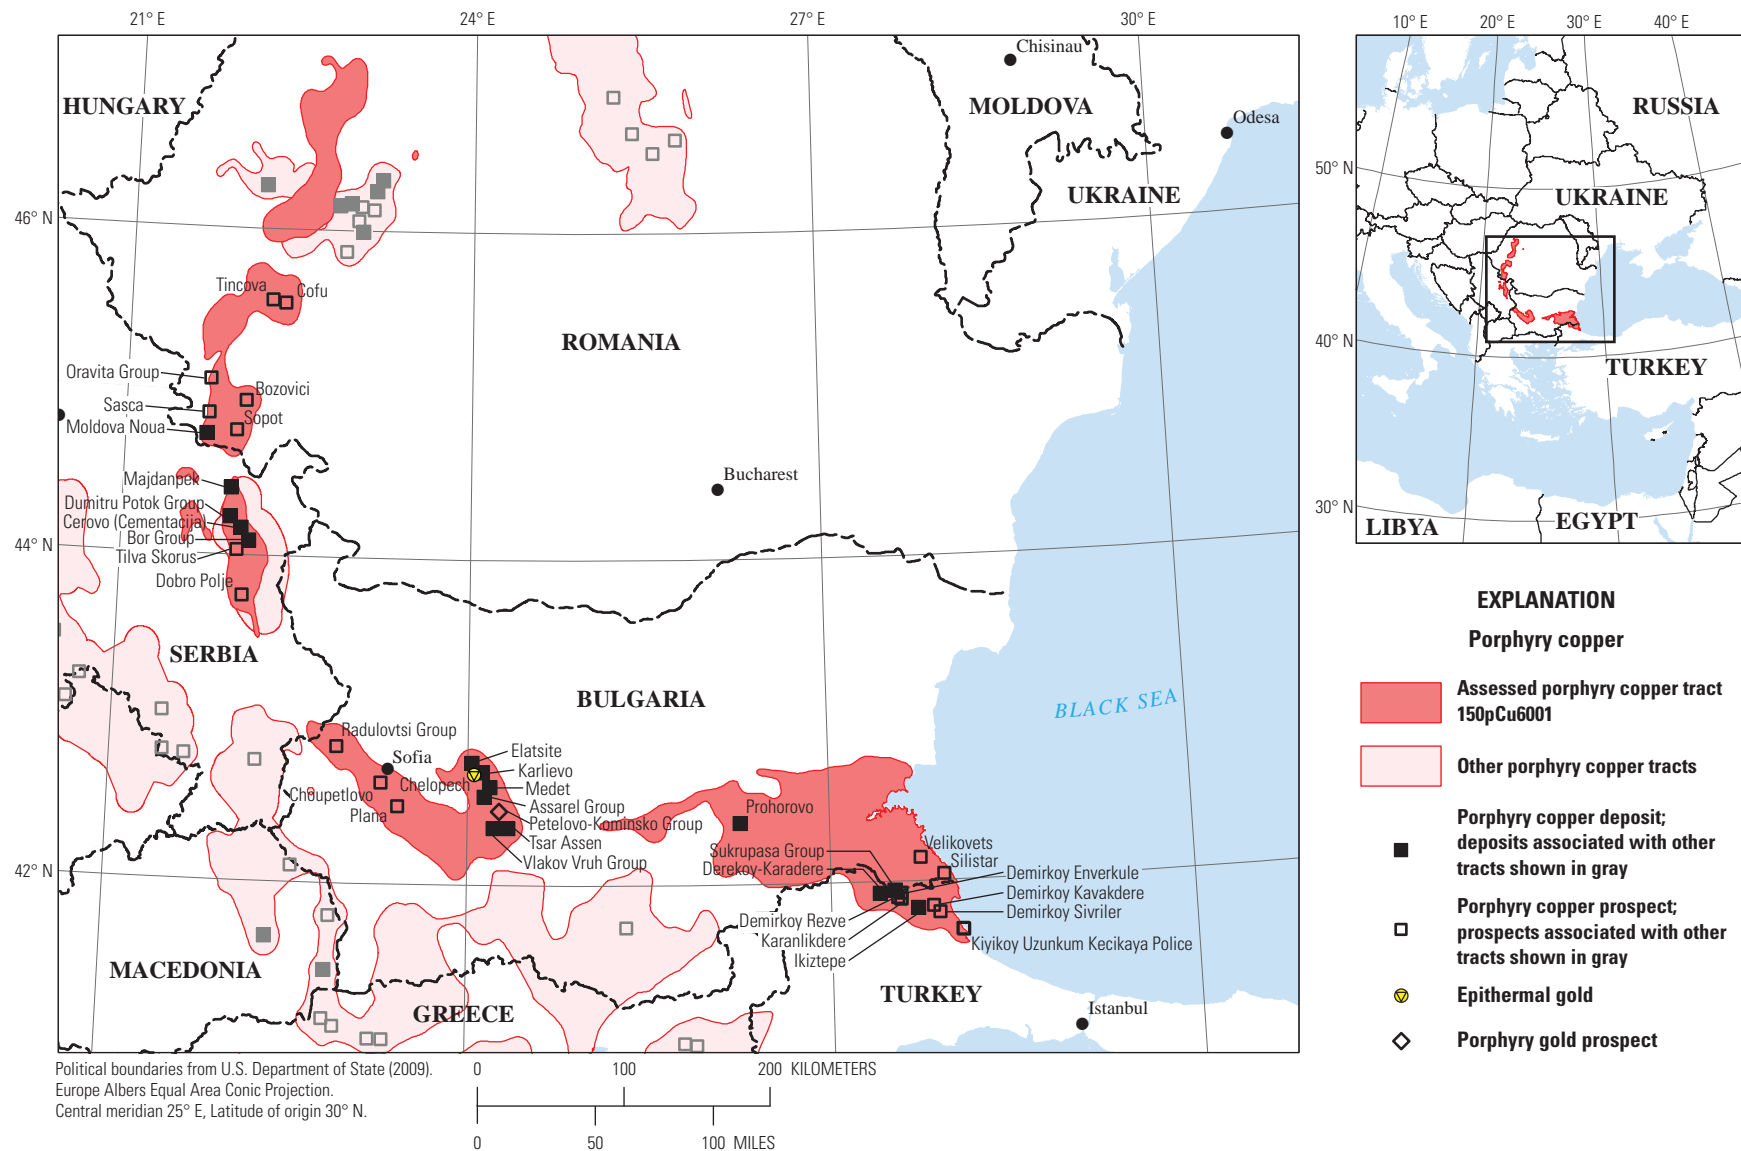 21° E
24° E
27° E
30° E
10° E
20° E
30° E
40° E
HUNGARY
Chisinau
MOLDOVA
Odesa
UKRAINE
46° N
Tincova
Cofu
ROMANIA
Oravita Group
Bozovici
Sasca
Sopot
Moldova Noua
Majdanpek
Bucharest
Dumitru Potok Group
Cerovo (Cementacija)
Bor Group
44° N
Tilva Skorus
Dobro Polje
SERBIA
BULGARIA
BLACK SEA
Radulovtsi Group
Sofia
Elatsite
Karlievo
Chelopech
Medet
Choupetlovo
Assarel Group
Plana
Petelovo-Kominsko Group
Tsar Assen
Vlakov Vruh Group
Prohorovo
Velikovets
Sukrupasa Group
Silistar
Derekoy-Karadere
42° N
Demirkoy Enverkule
Demirkoy Kavakdere
Demirkoy Sivriler
Demirkoy Rezve
Karanlikdere
Ikiztepe
Kiyikoy Uzunkum Kecikaya Police
MACEDONIA
GREECE
TURKEY
Istanbul
RUSSIA
50° N
UKRAINE
40° N
TURKEY
30° N
LIBYA
EGYPT
EXPLANATION
Porphyry copper
Assessed porphyry copper tract
150pCu6001
Other porphyry copper tracts
Porphyry copper deposit;
deposits associated with other
tracts shown in gray
Porphyry copper prospect;
prospects associated with other
tracts shown in gray
Epithermal gold
Porphyry gold prospect
Political boundaries from U.S. Department of State (2009).
Europe Albers Equal Area Conic Projection.
Central meridian 25° E, Latitude of origin 30° N.
0 100 200 KILOMETERS
0 50 100 MILES